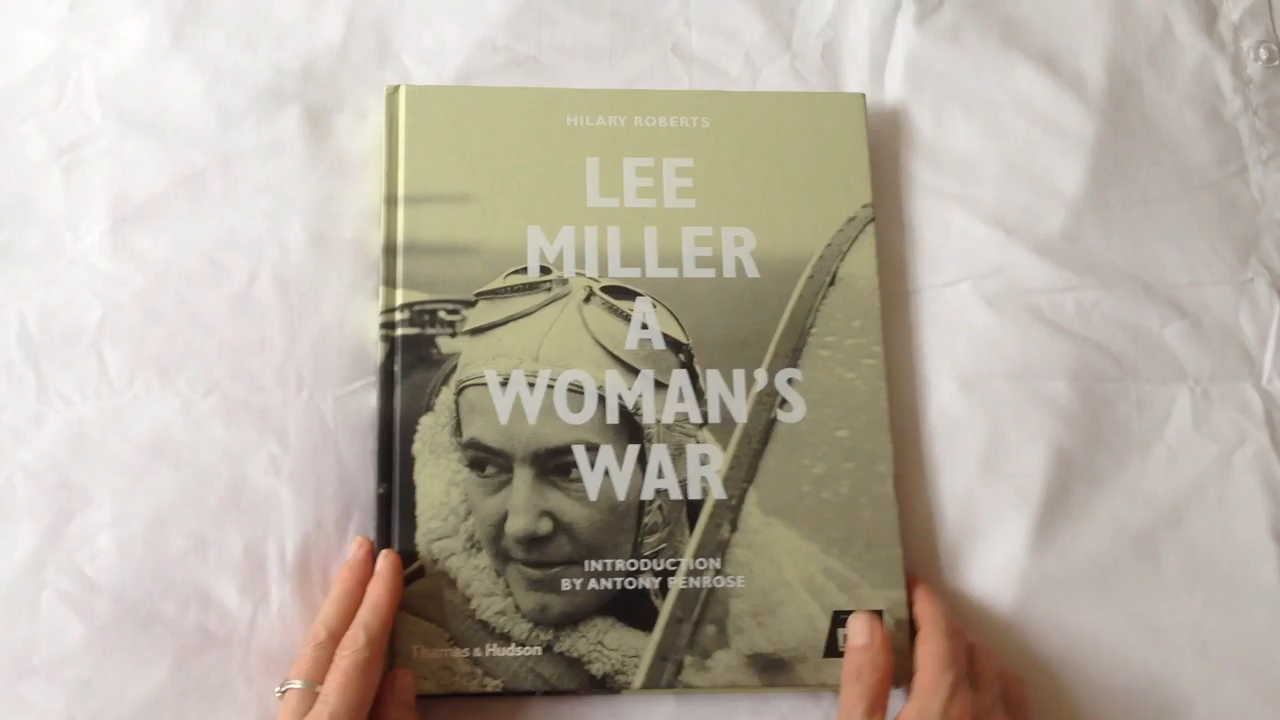 HILARY ROBERTS
LEE
MILLER
A
WOMAN'S
WAR
INTRODUCTION
BY ANTONY PENROSE
Thames & Hudson